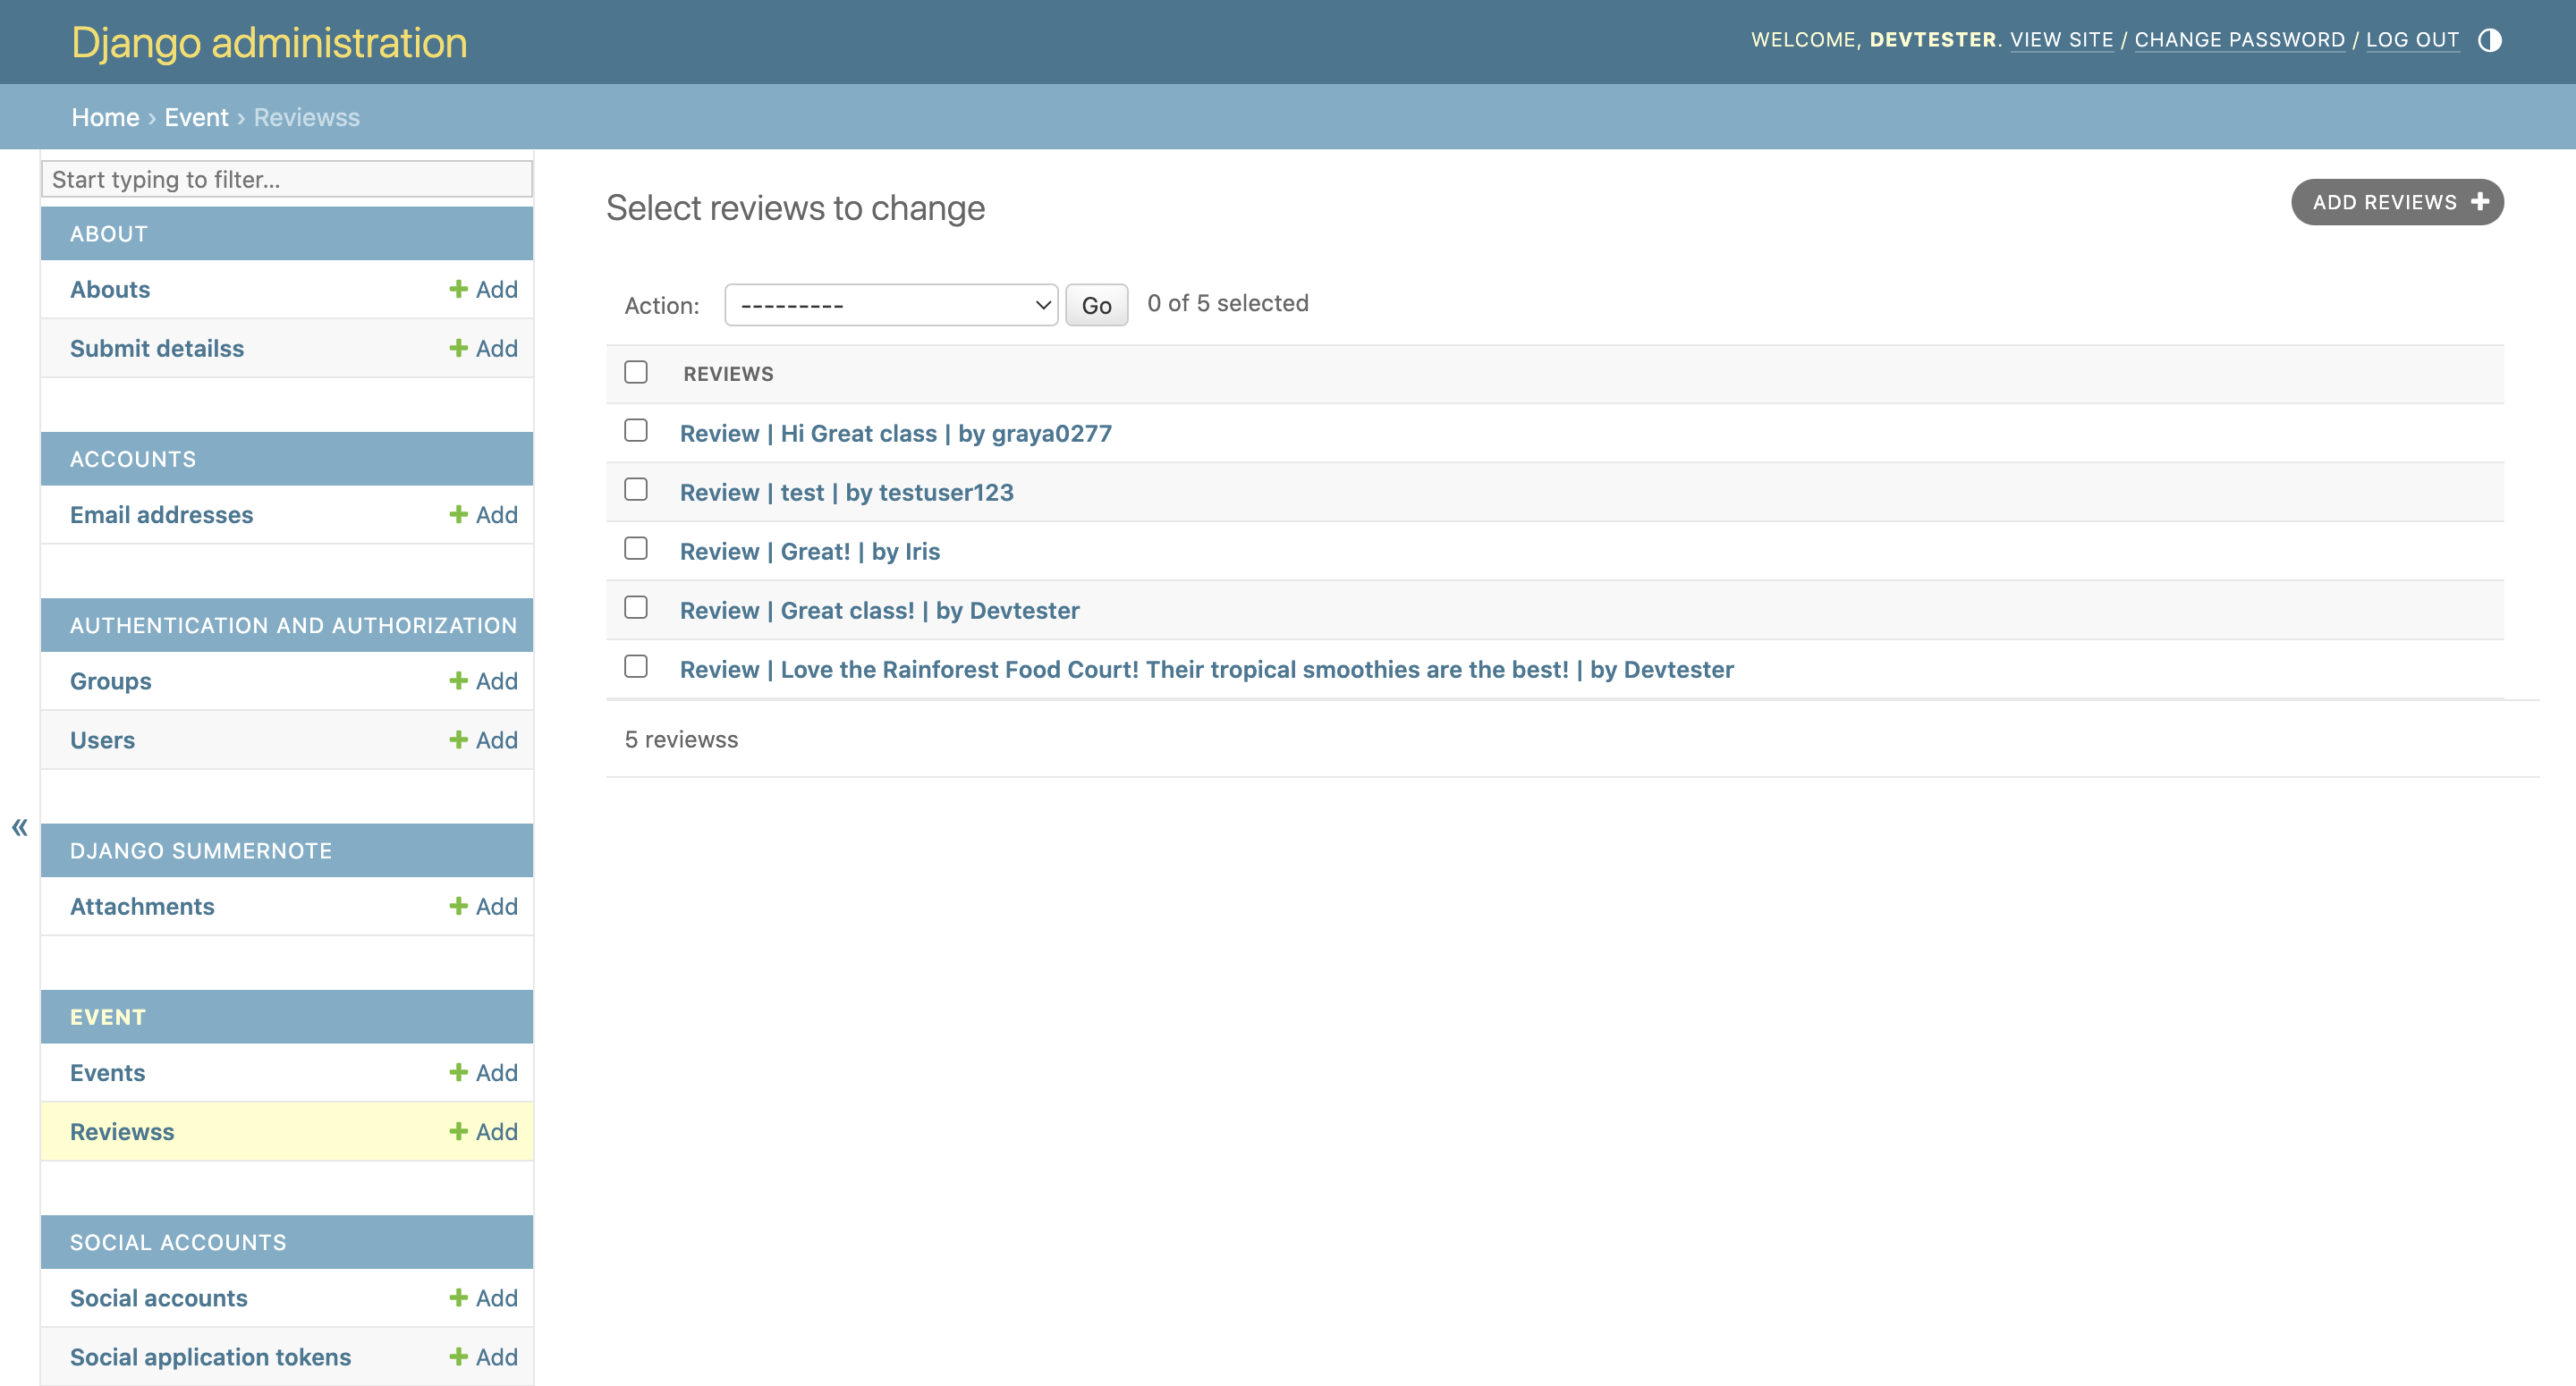 Django administration
WELCOME, DEVTESTER. VIEW SITE / CHANGE PASSWORD / LOG OUT
Home › Event › Reviewss
Start typing to filter...
ABOUT
Abouts Add
Submit detailss Add
ACCOUNTS
Email addresses Add
AUTHENTICATION AND AUTHORIZATION
Groups Add
Users Add
DJANGO SUMMERNOTE
Attachments Add
EVENT
Events Add
Reviewss Add
SOCIAL ACCOUNTS
Social accounts Add
Social application tokens Add
«
Select reviews to change
ADD REVIEWS
Action: --------- Go 0 of 5 selected
REVIEWS
Review | Hi Great class | by graya0277
Review | test | by testuser123
Review | Great! | by Iris
Review | Great class! | by Devtester
Review | Love the Rainforest Food Court! Their tropical smoothies are the best! | by Devtester
5 reviewss